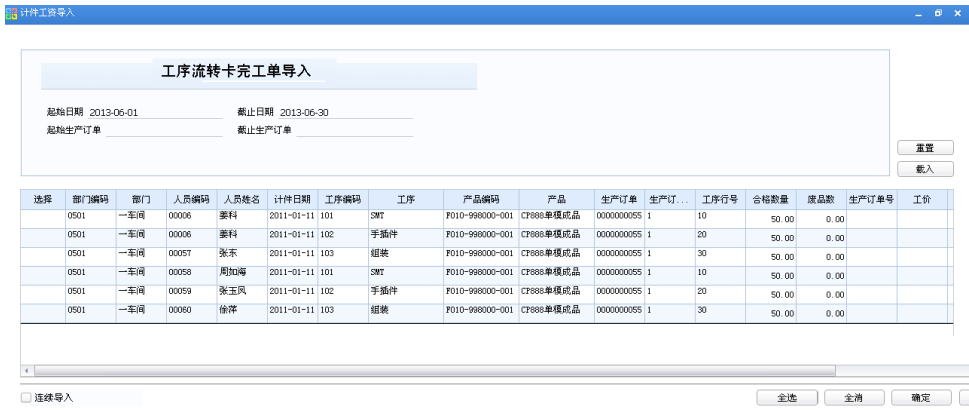 计件工资导入
工序流转卡完工单导入
起始日期 2013-06-01 截止日期 2013-06-30
起始生产订单 截止生产订单
重置
载入
选择 部门编码 部门 人员编码 人员姓名 计件日期 工序编码 工序 产品编码 产品 生产订单 生产订... 工序行号 合格数量 废品数 生产订单号 工价
0501 一车间 00006 娄科 2011-01-11 101 SMT F010-998000-001 CP888单模成品 0000000055 1 10 50.00 0.00
0501 一车间 00006 娄科 2011-01-11 102 手插件 F010-998000-001 CP888单模成品 0000000055 1 20 50.00 0.00
0501 一车间 00057 张东 2011-01-11 103 组装 F010-998000-001 CP888单模成品 0000000055 1 30 50.00 0.00
0501 一车间 00058 周如海 2011-01-11 101 SMT F010-998000-001 CP888单模成品 0000000055 1 10 50.00 0.00
0501 一车间 00059 张玉凤 2011-01-11 102 手插件 F010-998000-001 CP888单模成品 0000000055 1 20 50.00 0.00
0501 一车间 00060 徐萍 2011-01-11 103 组装 F010-998000-001 CP888单模成品 0000000055 1 30 50.00 0.00
连续导入 全选 全消 确定